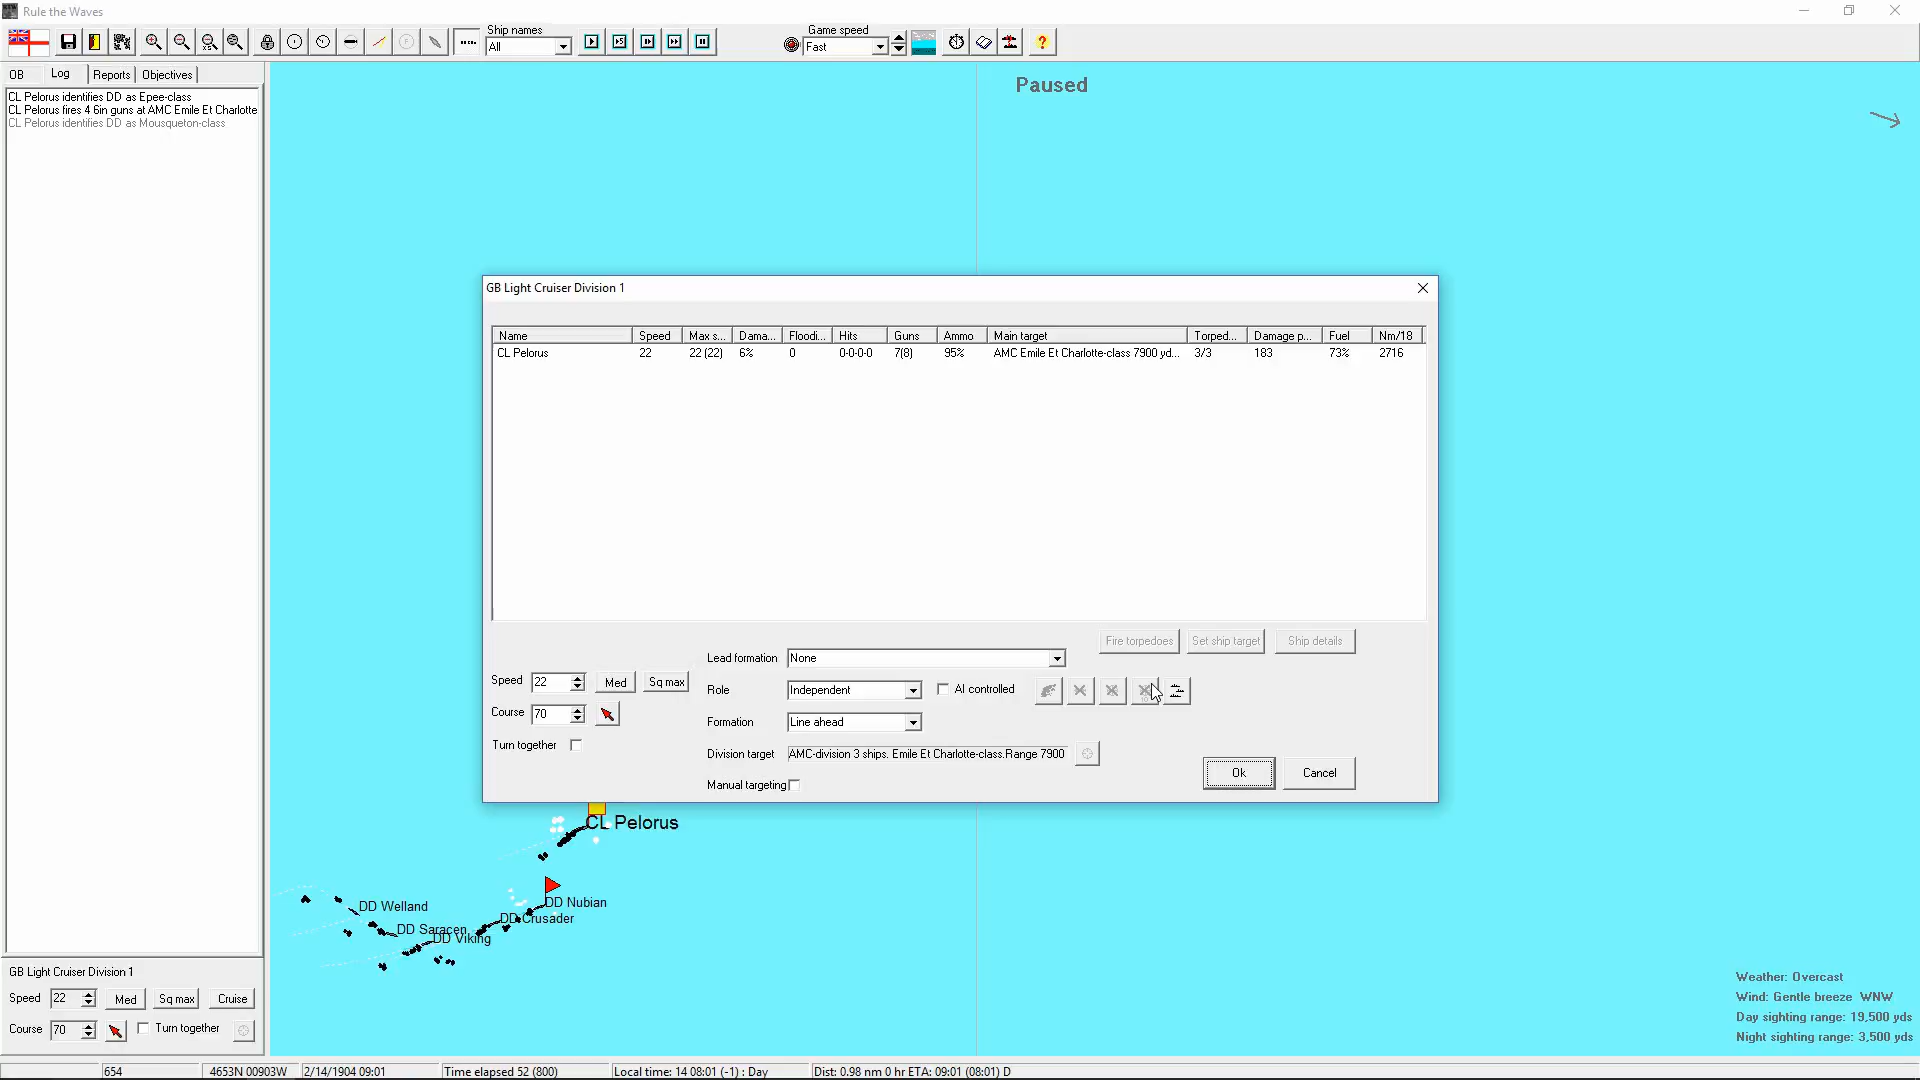 Rule the Waves
Ship names
All
Game speed
Fast
OB
Log
Reports
Objectives
CL Pelorus identifies DD as Epee-class
CL Pelorus fires 4 6in guns at AMC Emile Et Charlotte
CL Pelorus identifies DD as Mousqueton-class
Paused
GB Light Cruiser Division 1
Name Speed Max s... Dama... Floodi... Hits Guns Ammo Main target Torped... Damage p... Fuel Nm/18
CL Pelorus 22 22 (22) 6% 0 0-0-0-0 7(8) 95% AMC Emile Et Charlotte-class 7900 yd... 3/3 183 73% 2716
Fire torpedoes Set ship target Ship details
Lead formation None
Speed 22 Med Sq max
Role Independent AI controlled
Course 70
Formation Line ahead
Turn together
Division target AMC-division 3 ships. Emile Et Charlotte-class.Range 7900
Manual targeting
Ok Cancel
CL Pelorus
DD Nubian
DD Crusader
DD Welland
DD Saracen
DD Viking
GB Light Cruiser Division 1
Speed 22 Med Sq max Cruise
Course 70 Turn together
Weather: Overcast
Wind: Gentle breeze WNW
Day sighting range: 19,500 yds
Night sighting range: 3,500 yds
654 4653N 00903W 2/14/1904 09:01 Time elapsed 52 (800) Local time: 14 08:01 (-1) : Day Dist: 0.98 nm 0 hr ETA: 09:01 (08:01) D